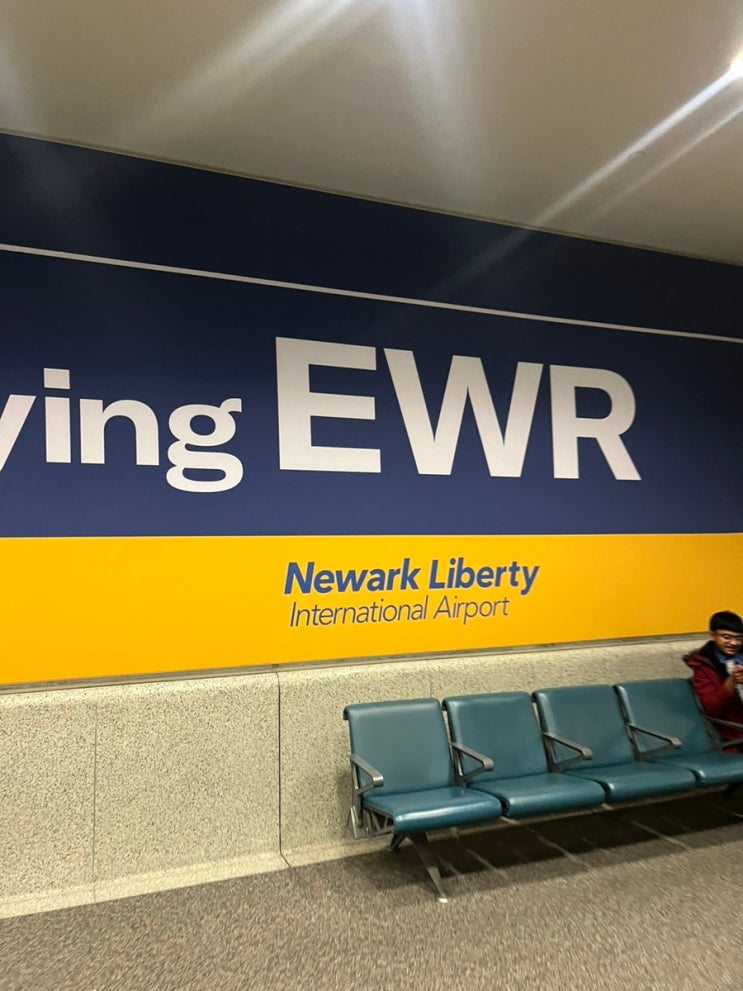 ying EWR
Newark Liberty
International Airport